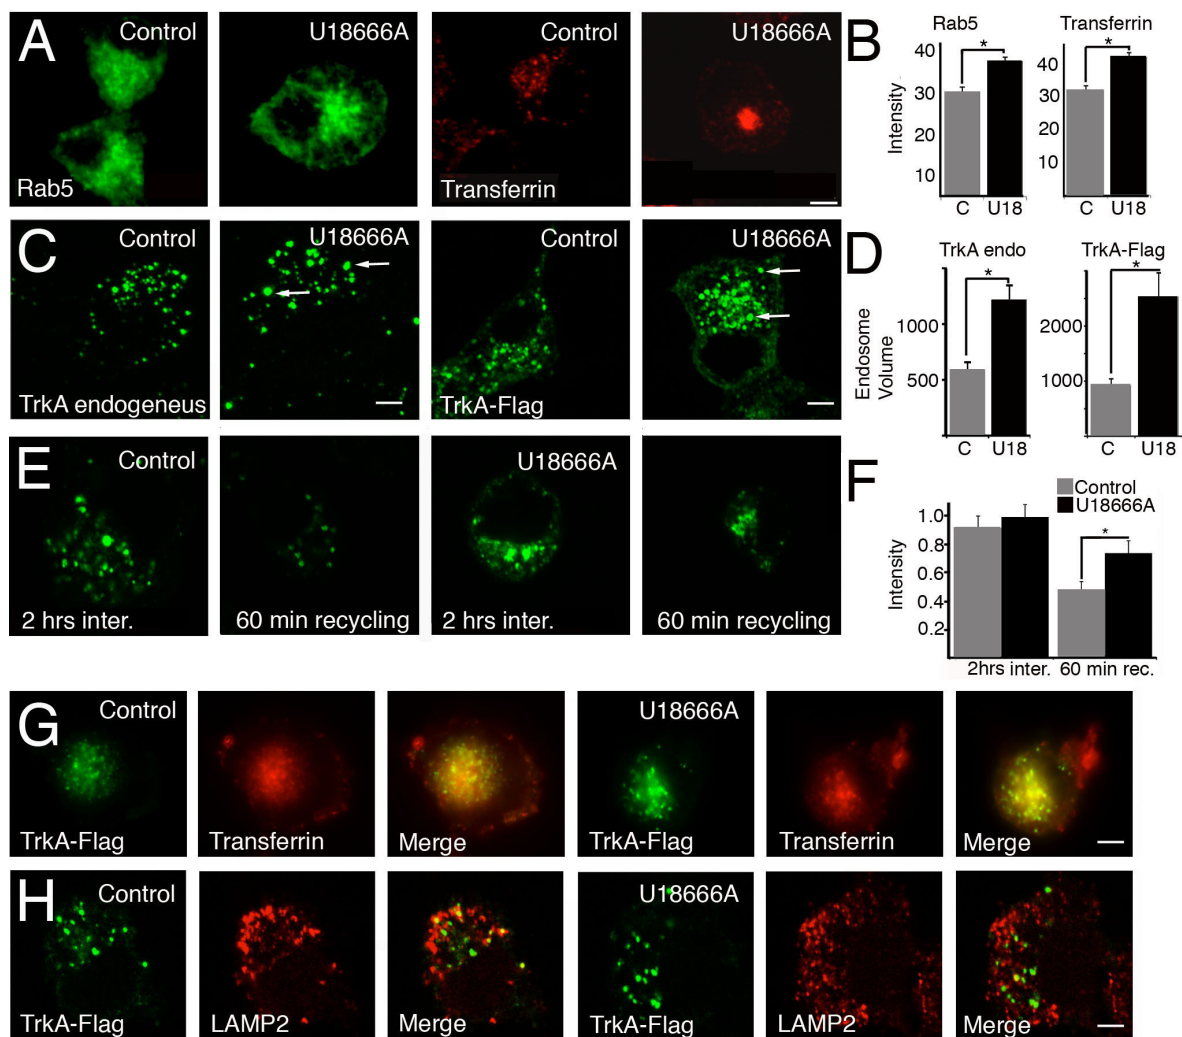 A
Control
U18666A
Control
U18666A
Rab5
Transferrin
B
Rab5
Transferrin
Intensity
40
30
20
10
40
30
20
10
*
*
C
U18
C
U18
C
Control
U18666A
Control
U18666A
TrkA endogeneus
TrkA-Flag
D
TrkA endo
TrkA-Flag
Endosome
Volume
1000
500
2000
1000
*
*
C
U18
C
U18
E
Control
U18666A
2 hrs inter.
60 min recycling
2 hrs inter.
60 min recycling
F
Control
U18666A
Intensity
1.0
0.8
0.6
0.4
0.2
*
2hrs inter.
60 min rec.
G
Control
U18666A
TrkA-Flag
Transferrin
Merge
TrkA-Flag
Transferrin
Merge
H
Control
U18666A
TrkA-Flag
LAMP2
Merge
TrkA-Flag
LAMP2
Merge